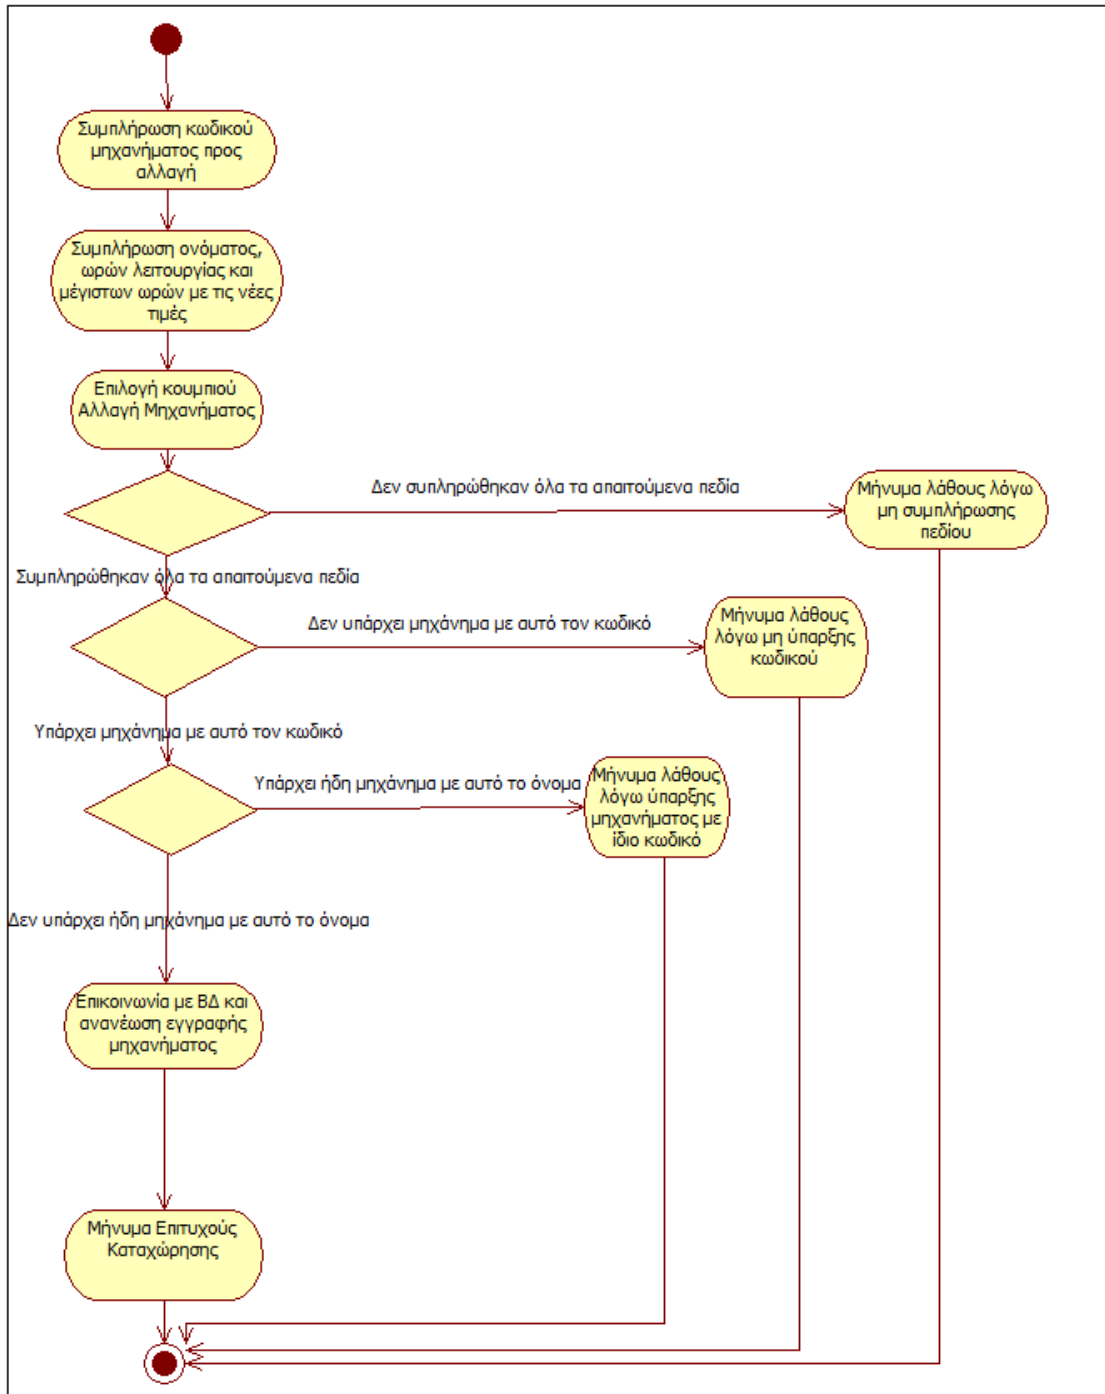 Συμπλήρωση κωδικού
μηχανήματος προς
αλλαγή
Συμπλήρωση ονόματος,
ωρών λειτουργίας και
μέγιστων ωρών με τις νέες
τιμές
Επιλογή κουμπιού
Αλλαγή Μηχανήματος
Δεν συπληρώθηκαν όλα τα απαιτούμενα πεδία
Μήνυμα λάθους λόγω
μη συμπλήρωσης
πεδίου
Συμπληρώθηκαν όλα τα απαιτούμενα πεδία
Δεν υπάρχει μηχάνημα με αυτό τον κωδικό
Μήνυμα λάθους
λόγω μη ύπαρξης
κωδικού
Υπάρχει μηχάνημα με αυτό τον κωδικό
Υπάρχει ήδη μηχάνημα με αυτό το όνομα
Μήνυμα λάθους
λόγω ύπαρξης
μηχανήματος με
ίδιο κωδικό
Δεν υπάρχει ήδη μηχάνημα με αυτό το όνομα
Επικοινωνία με ΒΔ και
ανανέωση εγγραφής
μηχανήματος
Μήνυμα Επιτυχούς
Καταχώρησης